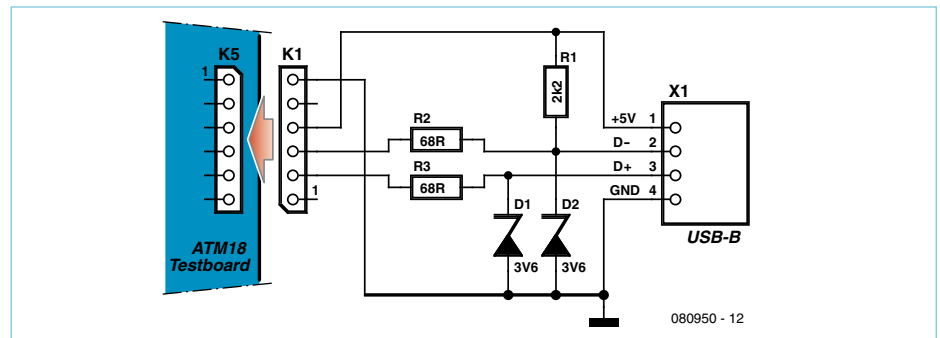 K5
K1
1
R1
2k2
X1
R2
68R
R3
68R
+5V 1
D− 2
D+ 3
GND 4
1
D1
3V6
D2
3V6
USB-B
ATM18
Testboard
080950 - 12